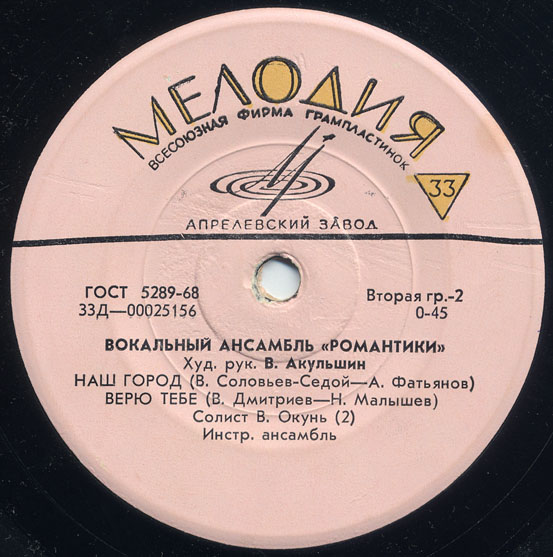 МЕЛОДИЯ
ВСЕСОЮЗНАЯ ФИРМА ГРАМПЛАСТИНОК
33
АПРЕЛЕВСКИЙ ЗАВОД
ГОСТ 5289-68 Вторая гр.-2
33Д—00025156 0-45
ВОКАЛЬНЫЙ АНСАМБЛЬ «РОМАНТИКИ»
Худ. рук. В. Акульшин
НАШ ГОРОД (В. Соловьев-Седой—А. Фатьянов)
ВЕРЮ ТЕБЕ (В. Дмитриев—Н. Малышев)
Солист В. Окунь (2)
Инстр. ансамбль